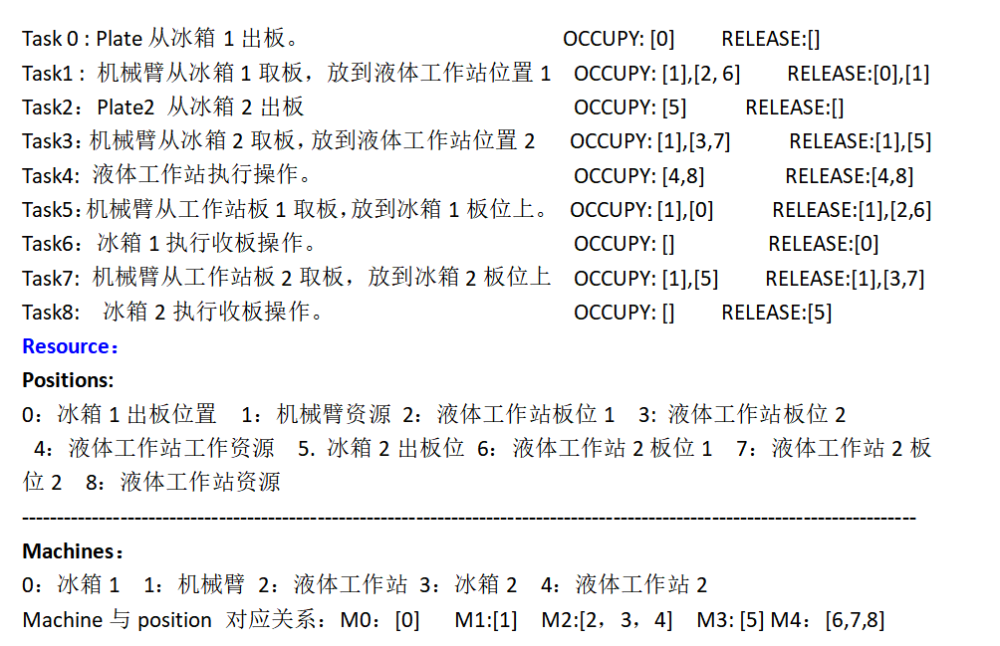 Task 0 : Plate 从冰箱 1 出板。 OCCUPY: [0] RELEASE:[]
Task1 : 机械臂从冰箱 1 取板，放到液体工作站位置 1 OCCUPY: [1],[2, 6] RELEASE:[0],[1]
Task2：Plate2 从冰箱 2 出板 OCCUPY: [5] RELEASE:[]
Task3：机械臂从冰箱 2 取板，放到液体工作站位置 2 OCCUPY: [1],[3,7] RELEASE:[1],[5]
Task4: 液体工作站执行操作。 OCCUPY: [4,8] RELEASE:[4,8]
Task5：机械臂从工作站板 1 取板，放到冰箱 1 板位上。 OCCUPY: [1],[0] RELEASE:[1],[2,6]
Task6：冰箱 1 执行收板操作。 OCCUPY: [] RELEASE:[0]
Task7: 机械臂从工作站板 2 取板，放到冰箱 2 板位上 OCCUPY: [1],[5] RELEASE:[1],[3,7]
Task8: 冰箱 2 执行收板操作。 OCCUPY: [] RELEASE:[5]
Resource：
Positions:
0：冰箱 1 出板位置 1：机械臂资源 2：液体工作站板位 1 3: 液体工作站板位 2
4：液体工作站工作资源 5. 冰箱 2 出板位 6：液体工作站 2 板位 1 7：液体工作站 2 板
位 2 8：液体工作站资源
Machines：
0：冰箱 1 1：机械臂 2：液体工作站 3：冰箱 2 4：液体工作站 2
Machine 与 position 对应关系：M0：[0] M1:[1] M2:[2，3，4] M3: [5] M4：[6,7,8]